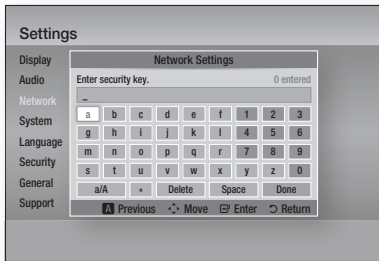 Settings
Display
Audio
Network
System
Language
Security
General
Support
Network Settings
Enter security key. 0 entered
_
a b c d e f 1 2 3
g h i j k l 4 5 6
m n o p q r 7 8 9
s t u v w x y z 0
a/A * Delete Space Done
A Previous Move Enter Return